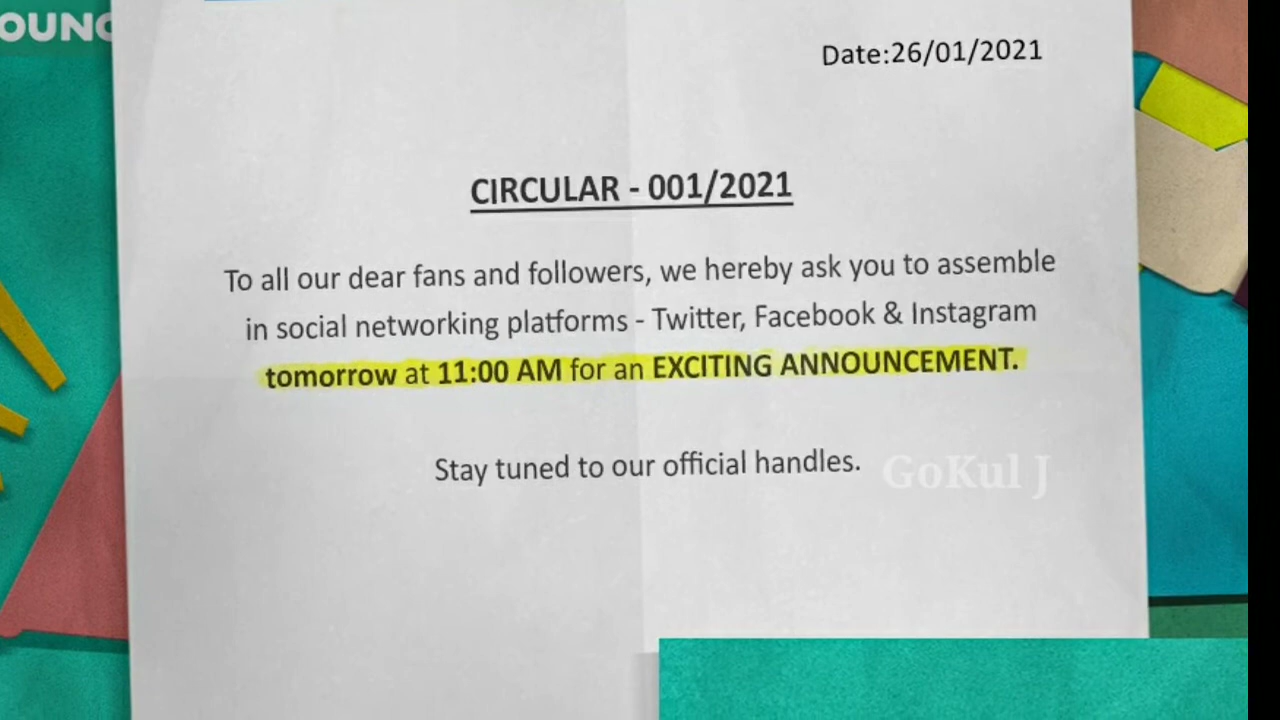 OUNC
Date:26/01/2021
CIRCULAR - 001/2021
To all our dear fans and followers, we hereby ask you to assemble
in social networking platforms - Twitter, Facebook & Instagram
tomorrow at 11:00 AM for an EXCITING ANNOUNCEMENT.
Stay tuned to our official handles.
GoKul J